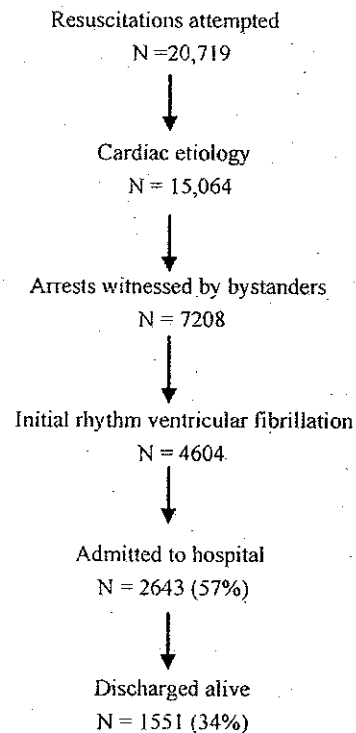 Resuscitations attempted
N =20,719
Cardiac etiology
N = 15,064
Arrests witnessed by bystanders
N = 7208
Initial rhythm ventricular fibrillation
N = 4604
Admitted to hospital
N = 2643 (57%)
Discharged alive
N = 1551 (34%)